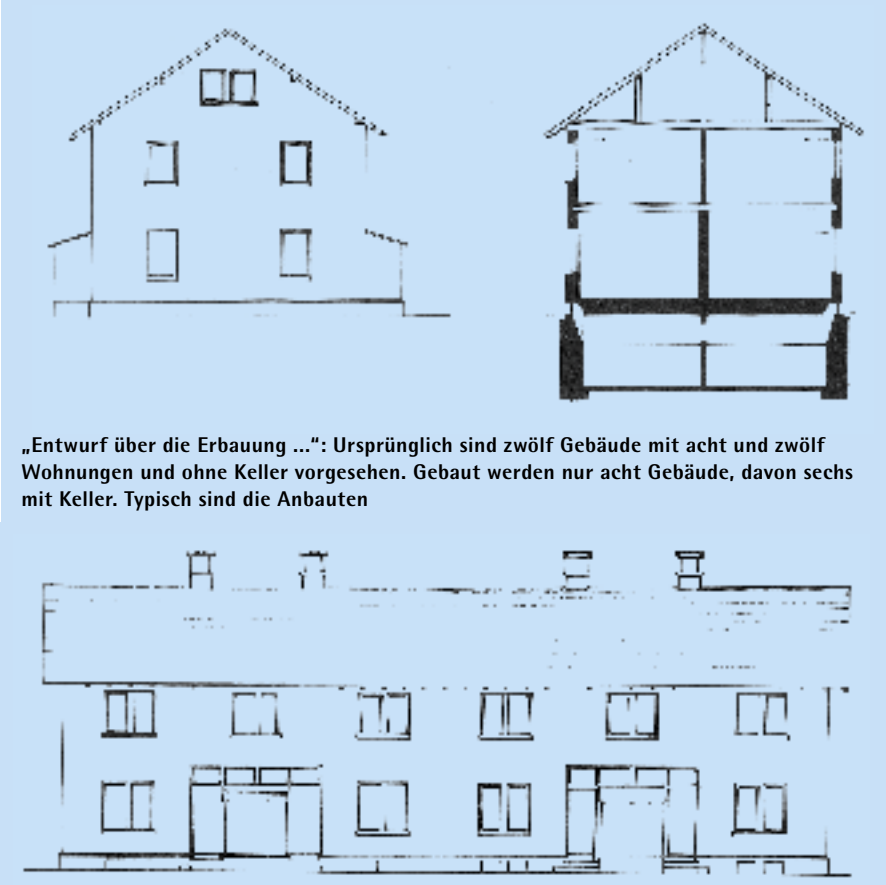 „Entwurf über die Erbauung ...“: Ursprünglich sind zwölf Gebäude mit acht und zwölf
Wohnungen und ohne Keller vorgesehen. Gebaut werden nur acht Gebäude, davon sechs
mit Keller. Typisch sind die Anbauten